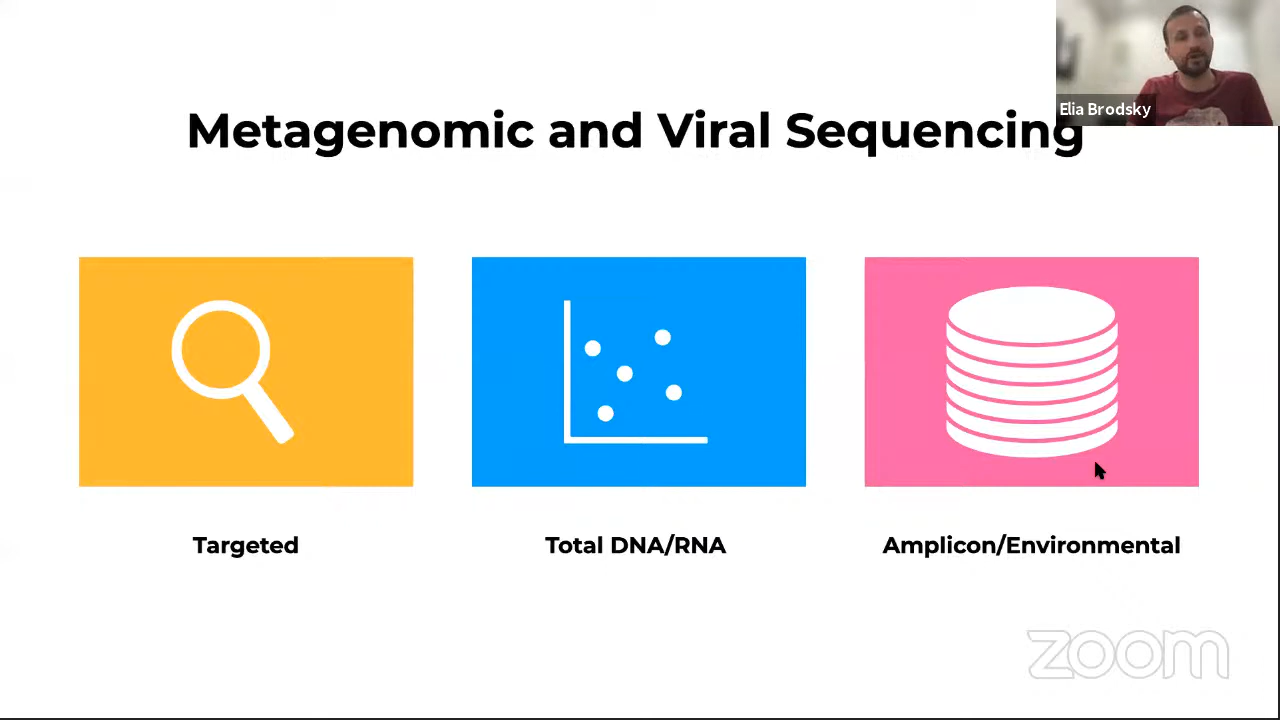 Elia Brodsky
Metagenomic and Viral Sequencing
Targeted
Total DNA/RNA
Amplicon/Environmental
zoom